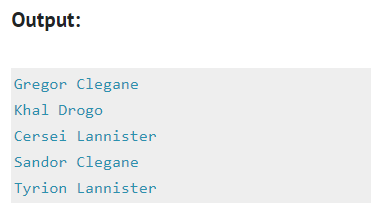 Output:
Gregor Clegane
Khal Drogo
Cersei Lannister
Sandor Clegane
Tyrion Lannister